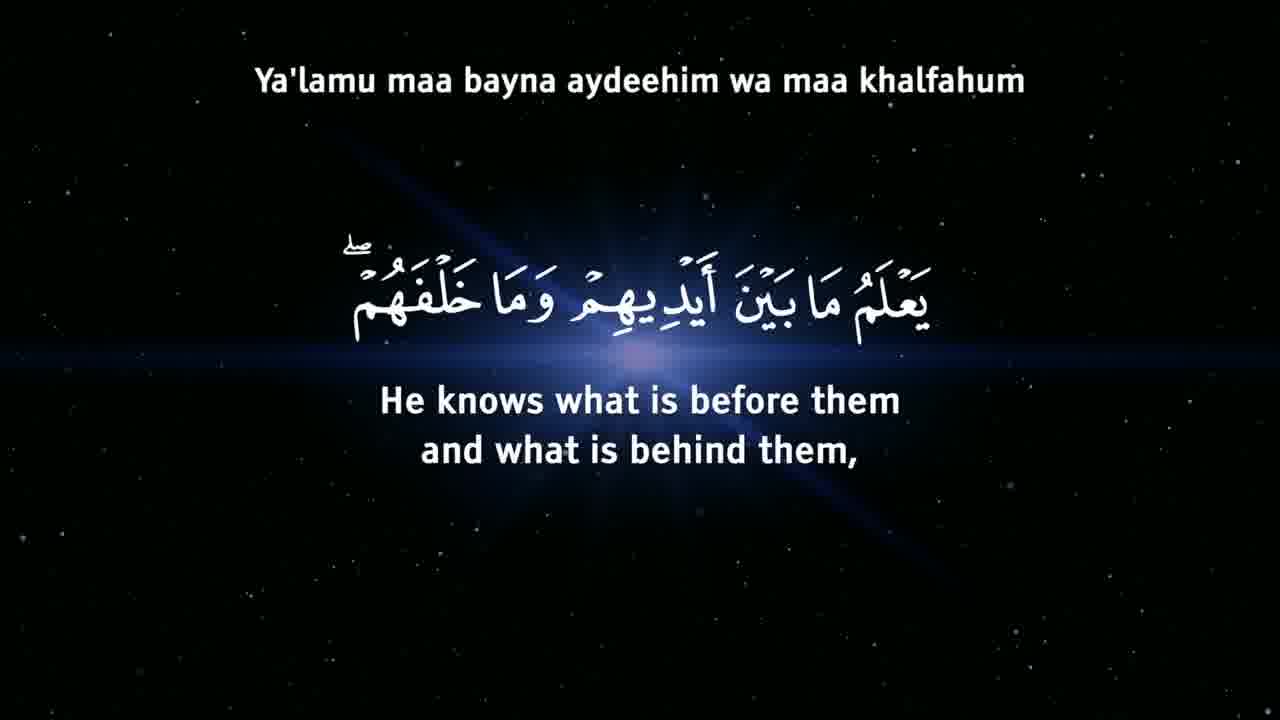 Ya'lamu maa bayna aydeehim wa maa khalfahum
يَعْلَمُ مَا بَيْنَ أَيْدِيهِمْ وَمَا خَلْفَهُمْ ۖ
He knows what is before them
and what is behind them,